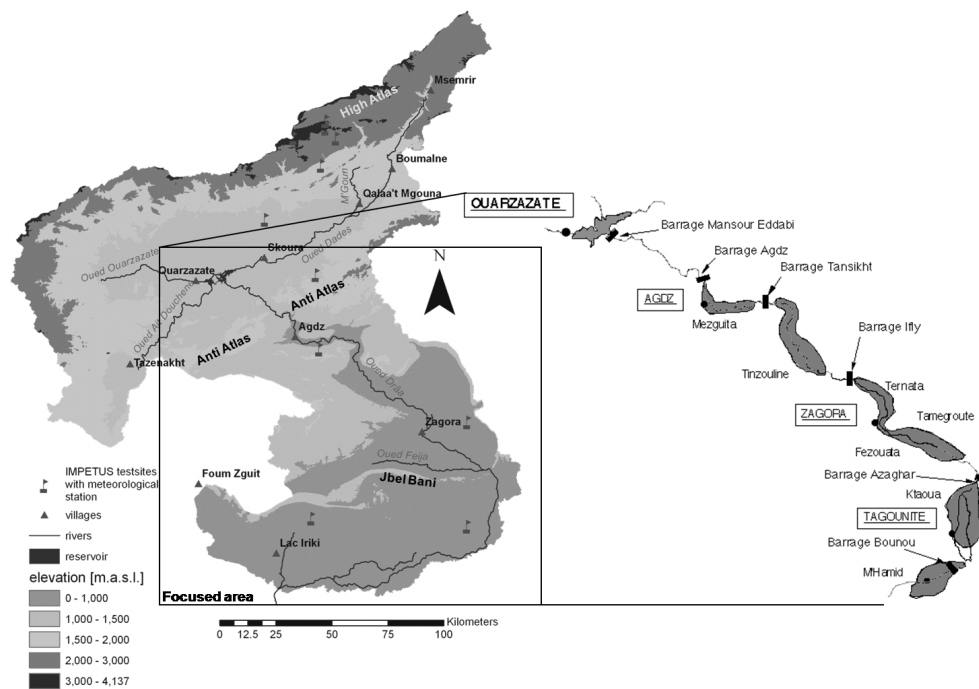 Msemrir
High Atlas
Boumalne
M'Goun
Qalaa't Mgouna
OUARZAZATE
Barrage Mansour Eddabi
Skoura
Oued Dades
N
Barrage Agdz
Oued Ouarzazate
Ouarzazate
Barrage Tansikht
Anti Atlas
AGDZ
Oued Aït Douchene
Agdz
Mezguita
Anti Atlas
Barrage Ifly
Tazenakht
Oued Drâa
Tinzouline
Ternata
ZAGORA
Tamegroute
Zagora
Fezouata
Oued Feija
IMPETUS testsites
with meteorological
station
Foum Zguit
Jbel Bani
Barrage Azaghar
Ktaoua
villages
TAGOUNITE
rivers
Lac Iriki
Barrage Bounou
reservoir
M'Hamid
elevation [m.a.s.l.]
Focused area
0 - 1,000
1,000 - 1,500
1,500 - 2,000
2,000 - 3,000
3,000 - 4,137
Kilometers
0 12.5 25 50 75 100